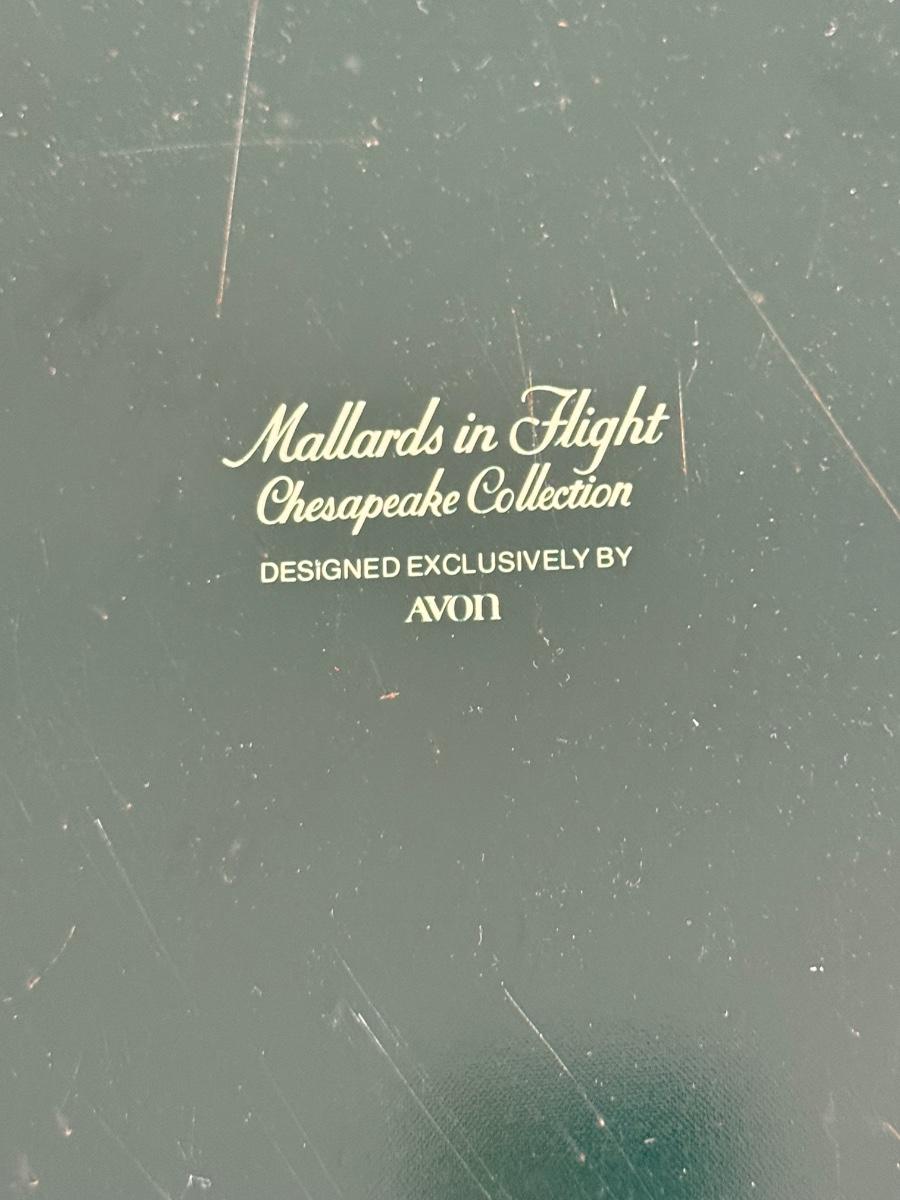 Mallards in Flight
Chesapeake Collection
DESIGNED EXCLUSIVELY BY
AVON